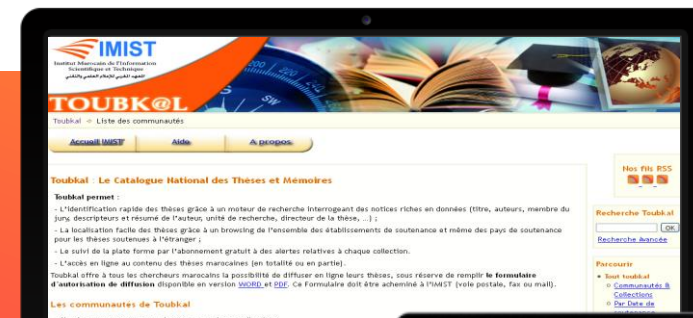 IMIST
Institut Marocain de l'Information
Scientifique et Technique
المعهد المغربي للإعلام العلمي والتقني
TOUBK@L
Toubkal → Liste des communautés
Accueil IMIST
Aide
A propos
Toubkal : Le Catalogue National des Thèses et Mémoires
Toubkal permet :
- L'identification rapide des thèses grâce à un moteur de recherche interrogeant des notices riches en données (titre, auteurs, membre du
jury, descripteurs et résumé de l'auteur, unité de recherche, directeur de la thèse, ...) ;
- La localisation facile des thèses grâce à un browsing de l'ensemble des établissements de soutenance et même des pays de soutenance
pour les thèses soutenues à l'étranger ;
- Le suivi de la plate forme par l'abonnement gratuit à des alertes relatives à chaque collection.
- L'accès en ligne au contenu des thèses marocaines (en totalité ou en partie).
Toubkal offre à tous les chercheurs marocains la possibilité de diffuser en ligne leurs thèses, sous réserve de remplir le formulaire
d'autorisation de diffusion disponible en version WORD et PDF. Ce Formulaire doit être acheminé à l'IMIST (voie postale, fax ou mail).
Les communautés de Toubkal
Nos fils RSS
Recherche Toubkal
OK
Recherche Avancée
Parcourir
Tout toubkal
Communautés &
Collections
Par Date de